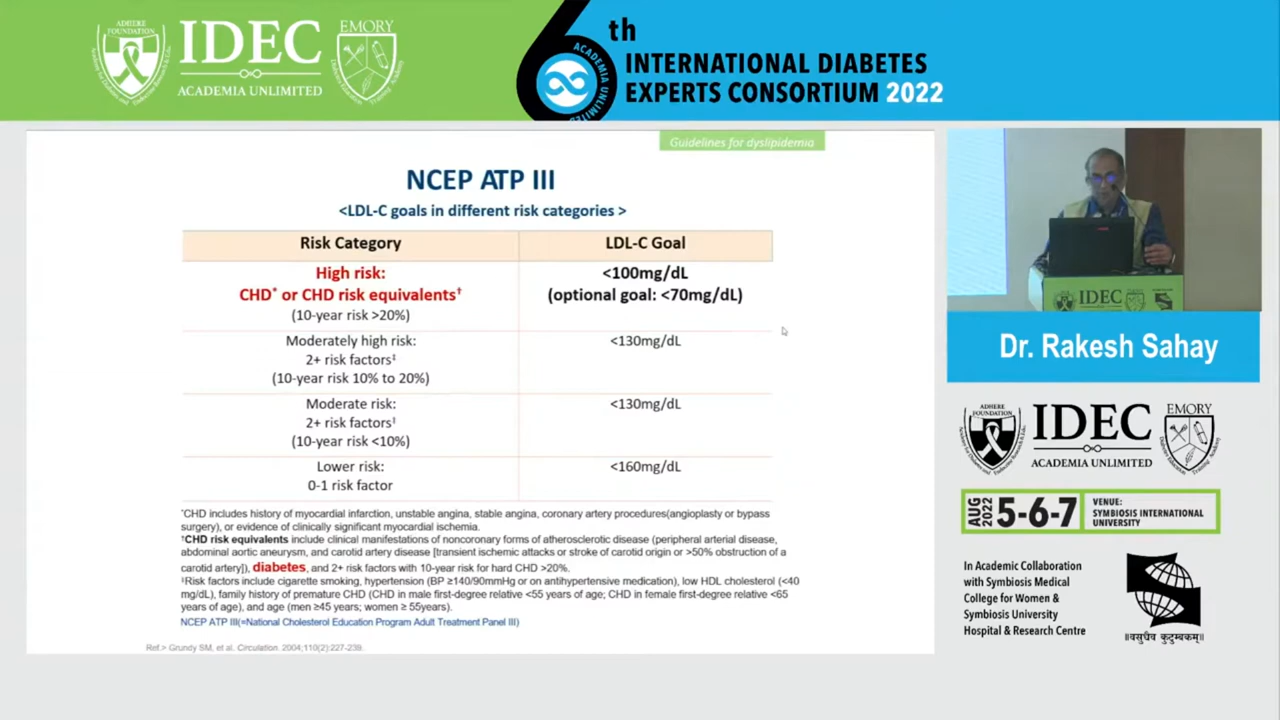 ADHERE
FOUNDATION
IDEC
ACADEMIA UNLIMITED
EMORY
6th
ACADEMIA UNLIMITED
INTERNATIONAL DIABETES
EXPERTS CONSORTIUM 2022
Guidelines for dyslipidemia
NCEP ATP III
<LDL-C goals in different risk categories >
Risk Category
LDL-C Goal
High risk:
CHD* or CHD risk equivalents†
(10-year risk >20%)
<100mg/dL
(optional goal: <70mg/dL)
Moderately high risk:
2+ risk factors‡
(10-year risk 10% to 20%)
<130mg/dL
Moderate risk:
2+ risk factors‡
(10-year risk <10%)
<130mg/dL
Lower risk:
0-1 risk factor
<160mg/dL
*CHD includes history of myocardial infarction, unstable angina, stable angina, coronary artery procedures(angioplasty or bypass
surgery), or evidence of clinically significant myocardial ischemia.
†CHD risk equivalents include clinical manifestations of noncoronary forms of atherosclerotic disease (peripheral arterial disease,
abdominal aortic aneurysm, and carotid artery disease [transient ischemic attacks or stroke of carotid origin or >50% obstruction of a
carotid artery]), diabetes, and 2+ risk factors with 10-year risk for hard CHD >20%.
‡Risk factors include cigarette smoking, hypertension (BP ≥140/90mmHg or on antihypertensive medication), low HDL cholesterol (<40
mg/dL), family history of premature CHD (CHD in male first-degree relative <55 years of age; CHD in female first-degree relative <65
years of age), and age (men ≥45 years; women ≥ 55years).
NCEP ATP III(=National Cholesterol Education Program Adult Treatment Panel III)
Ref.> Grundy SM, et al. Circulation. 2004;110(2):227-239.
IDEC
Dr. Rakesh Sahay
ADHERE
FOUNDATION
IDEC
ACADEMIA UNLIMITED
EMORY
AUG 2022
5-6-7
VENUE:
SYMBIOSIS INTERNATIONAL
UNIVERSITY
In Academic Collaboration
with Symbiosis Medical
College for Women &
Symbiosis University
Hospital & Research Centre
॥वसुधैव कुटुम्बकम्॥